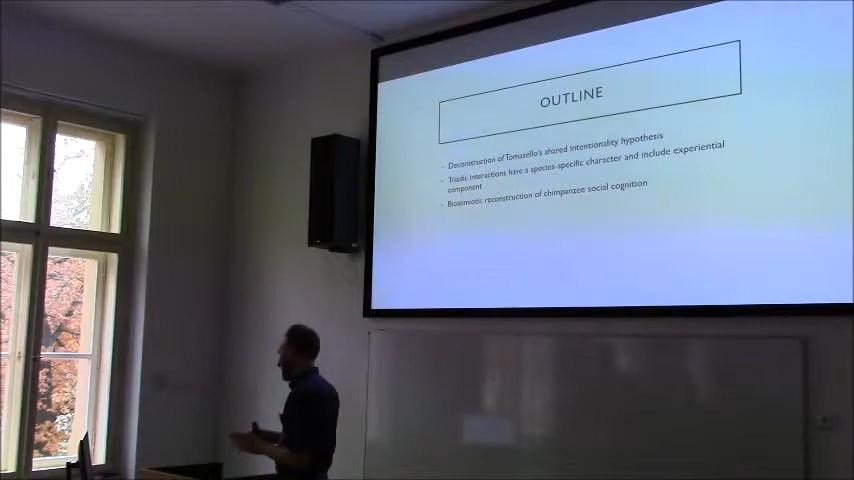 OUTLINE
Deconstruction of Tomasello's shared intentionality hypothesis
Triadic interactions have a species-specific character and include experiential
component
Biosemiotic reconstruction of chimpanzee social cognition